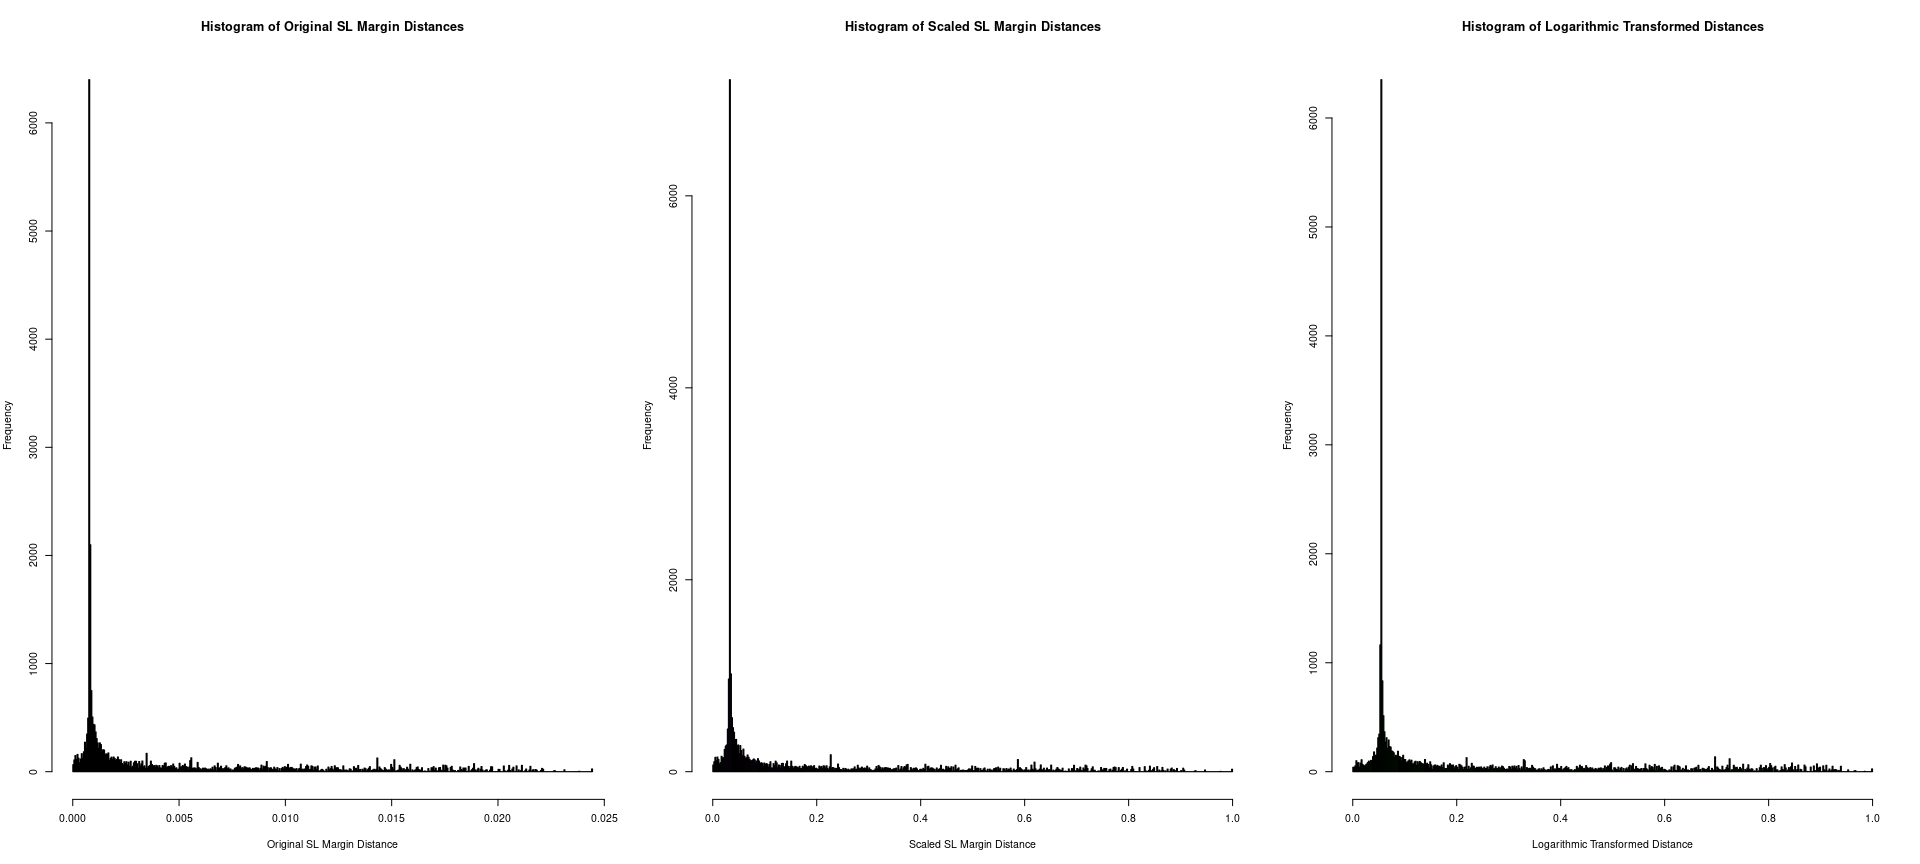 Histogram of Original SL Margin Distances
Frequency
6000
5000
4000
3000
2000
1000
0
0.000 0.005 0.010 0.015 0.020 0.025
Original SL Margin Distance
Histogram of Scaled SL Margin Distances
Frequency
6000
4000
2000
0
0.0 0.2 0.4 0.6 0.8 1.0
Scaled SL Margin Distance
Histogram of Logarithmic Transformed Distances
Frequency
6000
5000
4000
3000
2000
1000
0
0.0 0.2 0.4 0.6 0.8 1.0
Logarithmic Transformed Distance